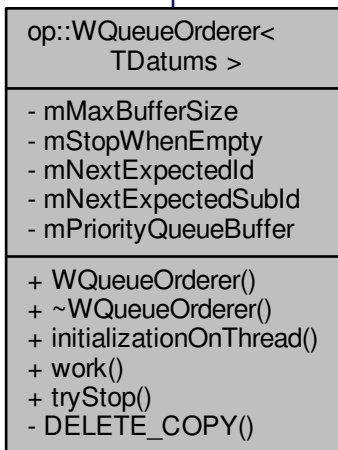 op::WQueueOrderer<
TDatums >
- mMaxBufferSize
- mStopWhenEmpty
- mNextExpectedId
- mNextExpectedSubId
- mPriorityQueueBuffer
+ WQueueOrderer()
+ ~WQueueOrderer()
+ initializationOnThread()
+ work()
+ tryStop()
- DELETE_COPY()